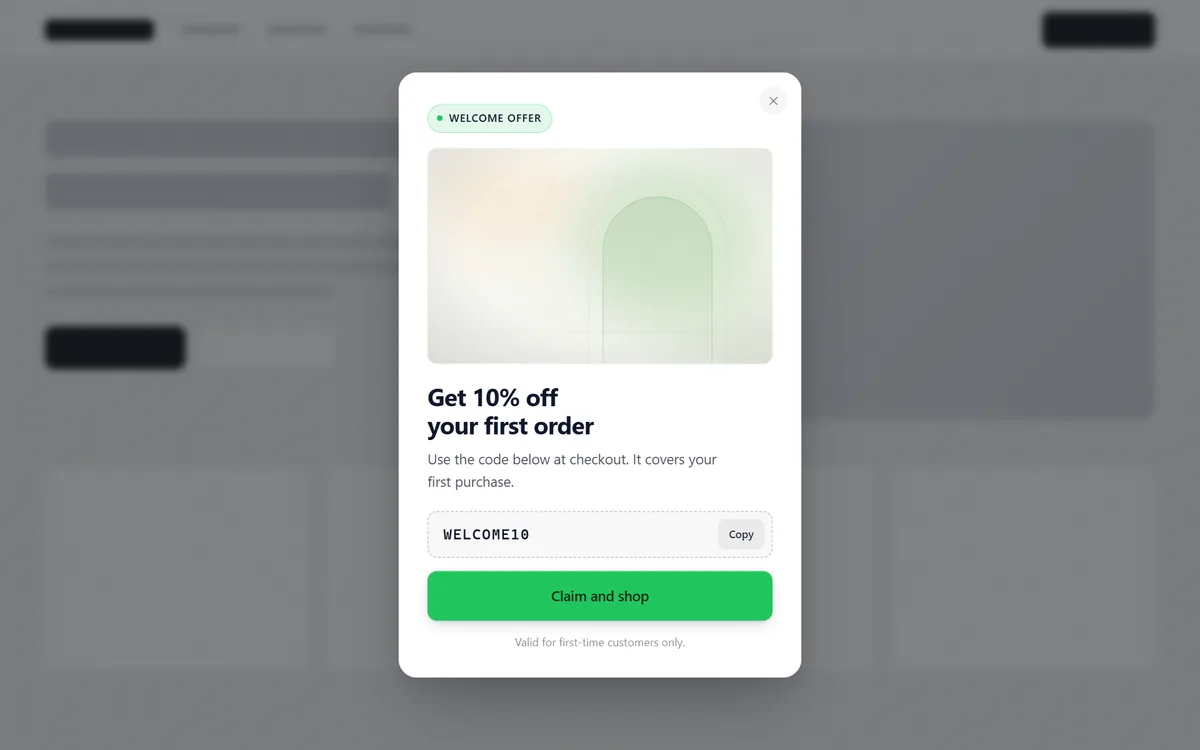 WELCOME OFFER
Get 10% off
your first order
Use the code below at checkout. It covers your
first purchase.
WELCOME10
Copy
Claim and shop
Valid for first-time customers only.